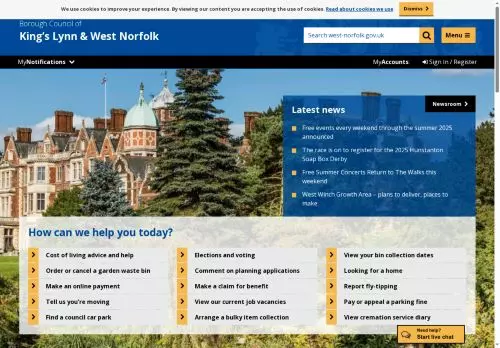 We use cookies to improve your experience. By viewing our content you are accepting the use of cookies. Read about cookies we use
Dismiss
Borough Council of
King's Lynn & West Norfolk
Search west-norfolk.gov.uk
Menu
MyNotifications
MyAccounts
Sign In / Register
Newsroom
Latest news
Free events every weekend through the summer 2025
announced
The race is on to register for the 2025 Hunstanton
Soap Box Derby
Free Summer Concerts Return to The Walks this
weekend
West Winch Growth Area – plans to deliver, places to
make
How can we help you today?
Cost of living advice and help
Elections and voting
View your bin collection dates
Order or cancel a garden waste bin
Comment on planning applications
Looking for a home
Make an online payment
Make a claim for benefit
Report fly-tipping
Tell us you're moving
View our current job vacancies
Pay or appeal a parking fine
Find a council car park
Arrange a bulky item collection
View cremation service diary
Need help?
Start live chat